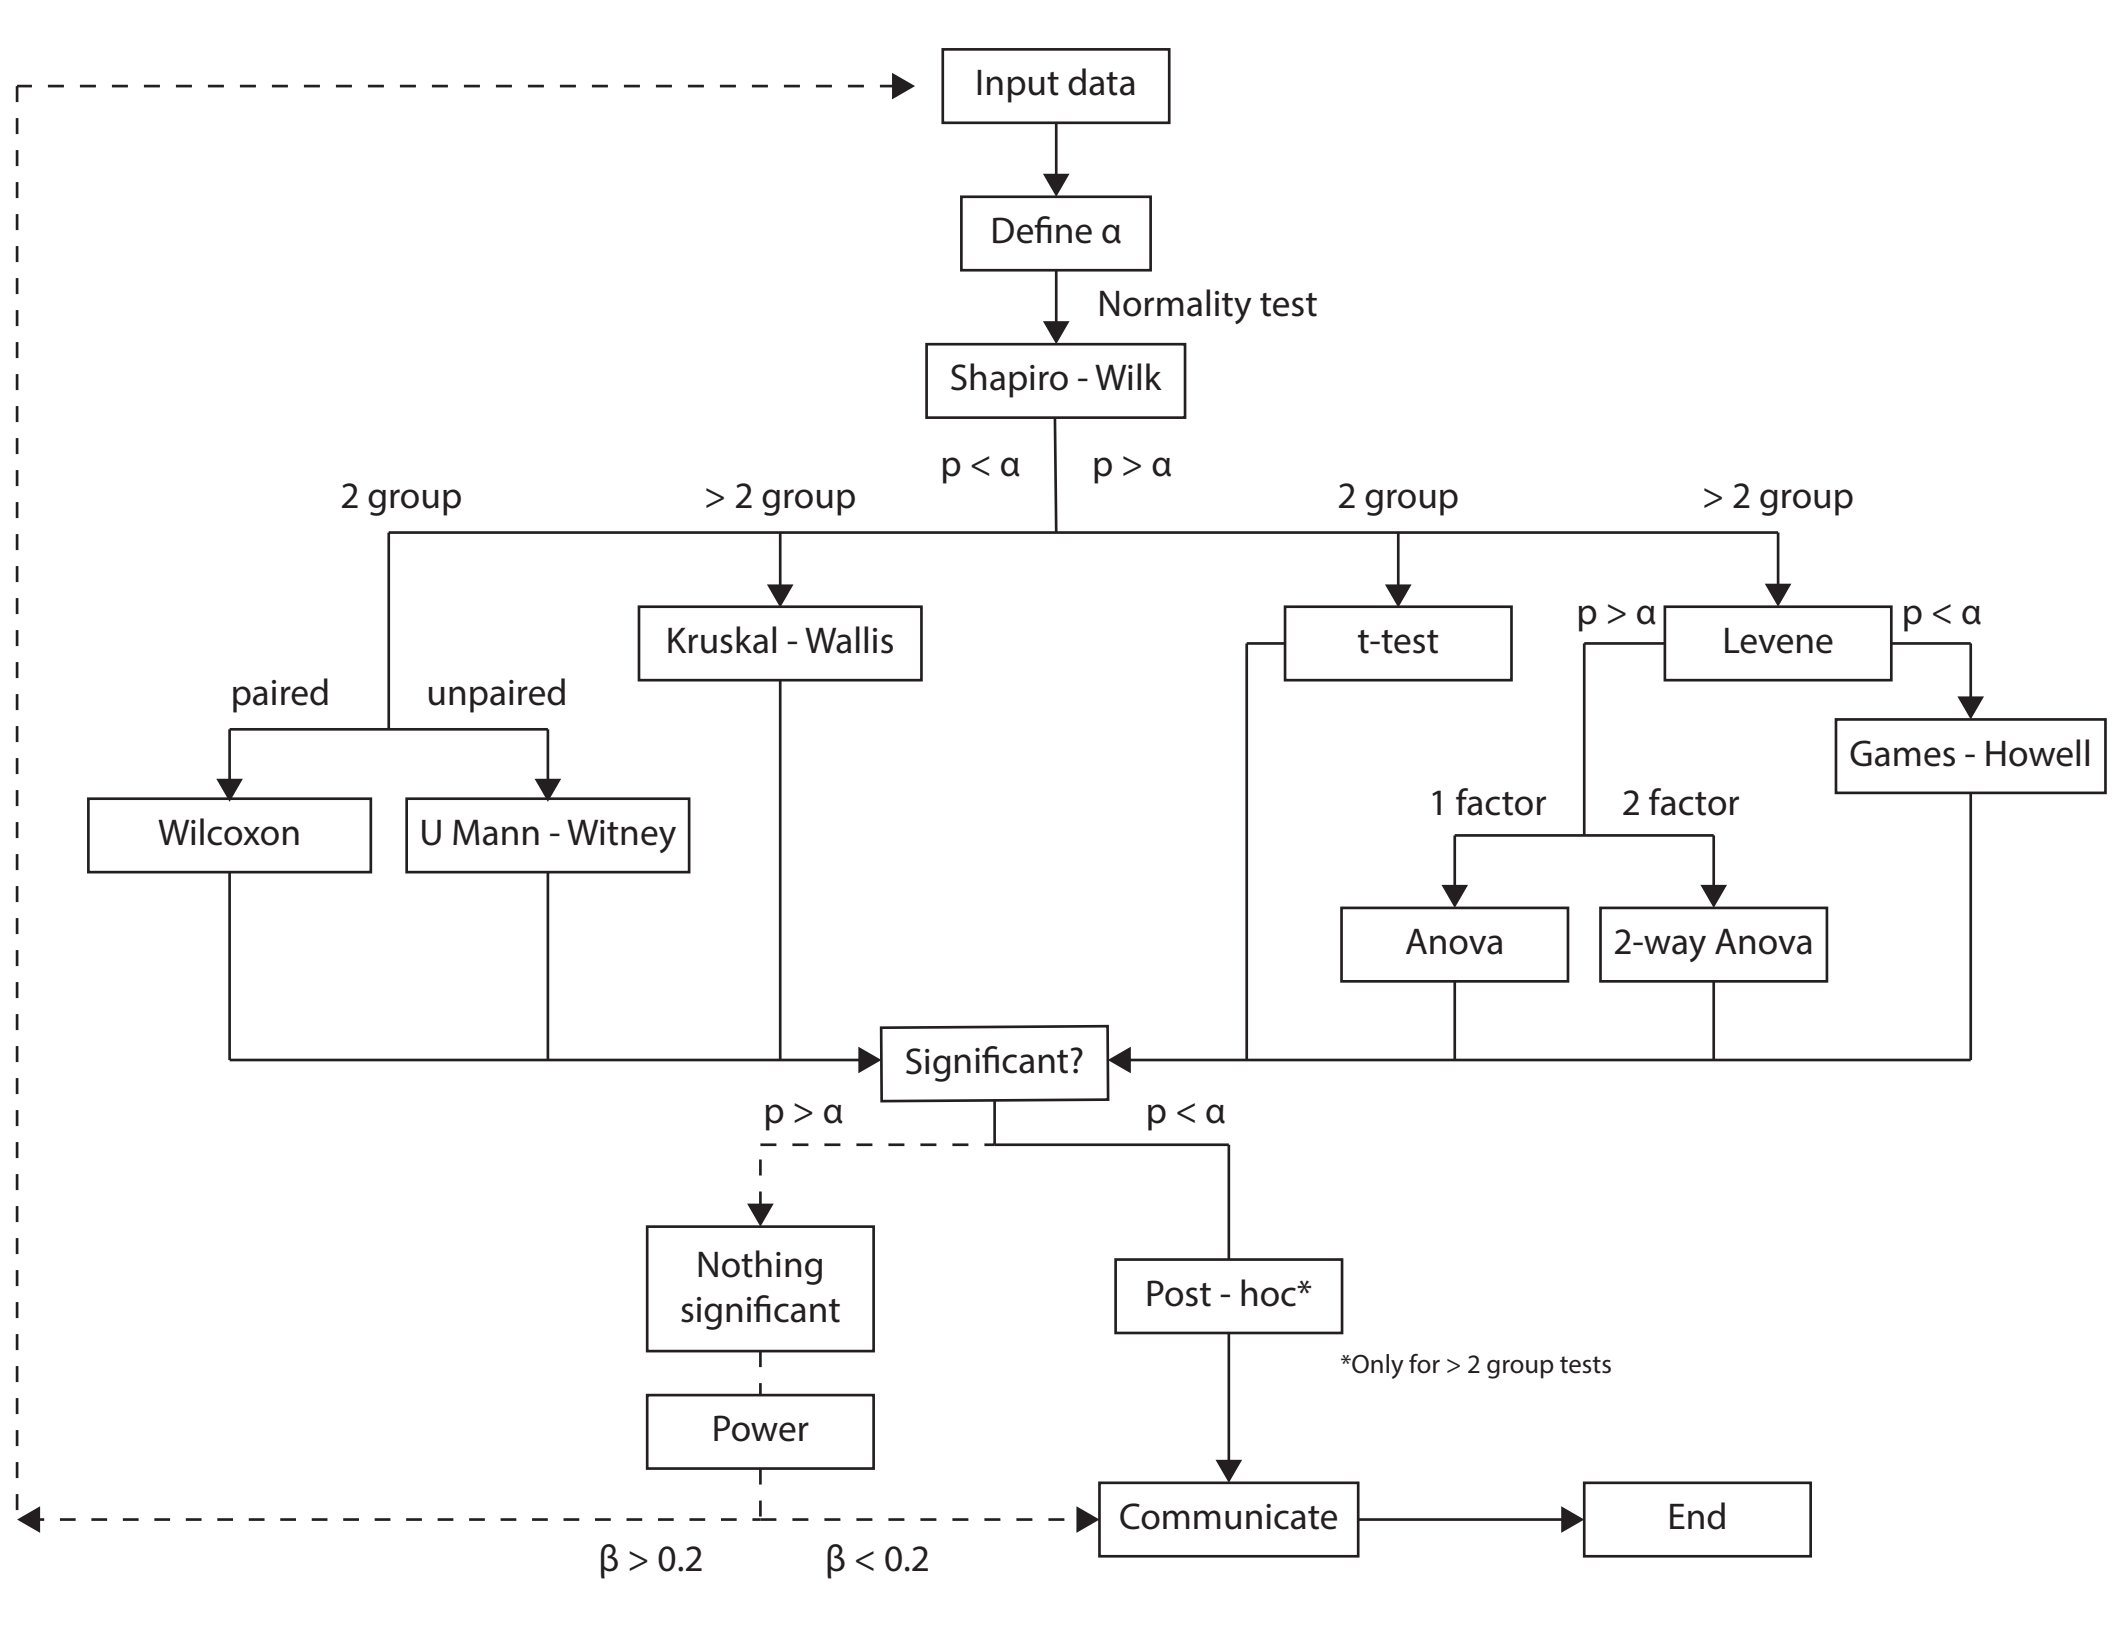 Input data
Define α
Normality test
Shapiro - Wilk
p < α
p > α
2 group
> 2 group
2 group
> 2 group
Kruskal - Wallis
t-test
p > α
Levene
p < α
paired
unpaired
Games - Howell
Wilcoxon
U Mann - Witney
1 factor
2 factor
Anova
2-way Anova
Significant?
p > α
p < α
Nothing
significant
Post - hoc*
*Only for > 2 group tests
Power
Communicate
End
β > 0.2
β < 0.2